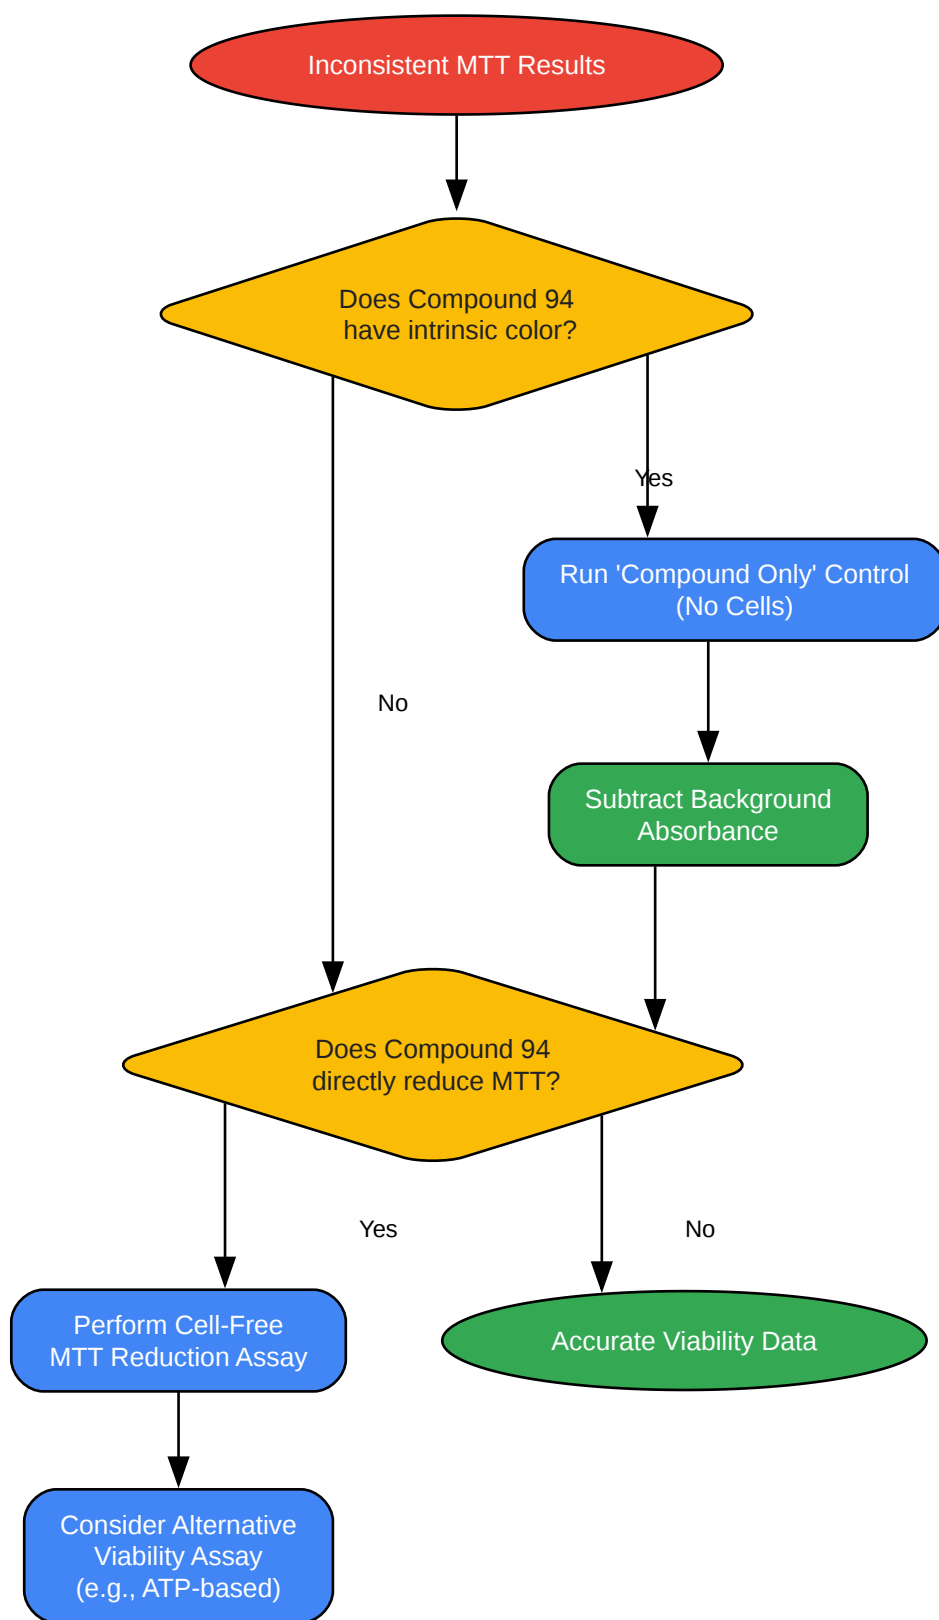 Inconsistent MTT Results
Does Compound 94
have intrinsic color?
Yes
Run 'Compound Only' Control
(No Cells)
No
Subtract Background
Absorbance
Does Compound 94
directly reduce MTT?
Yes
No
Perform Cell-Free
MTT Reduction Assay
Accurate Viability Data
Consider Alternative
Viability Assay
(e.g., ATP-based)